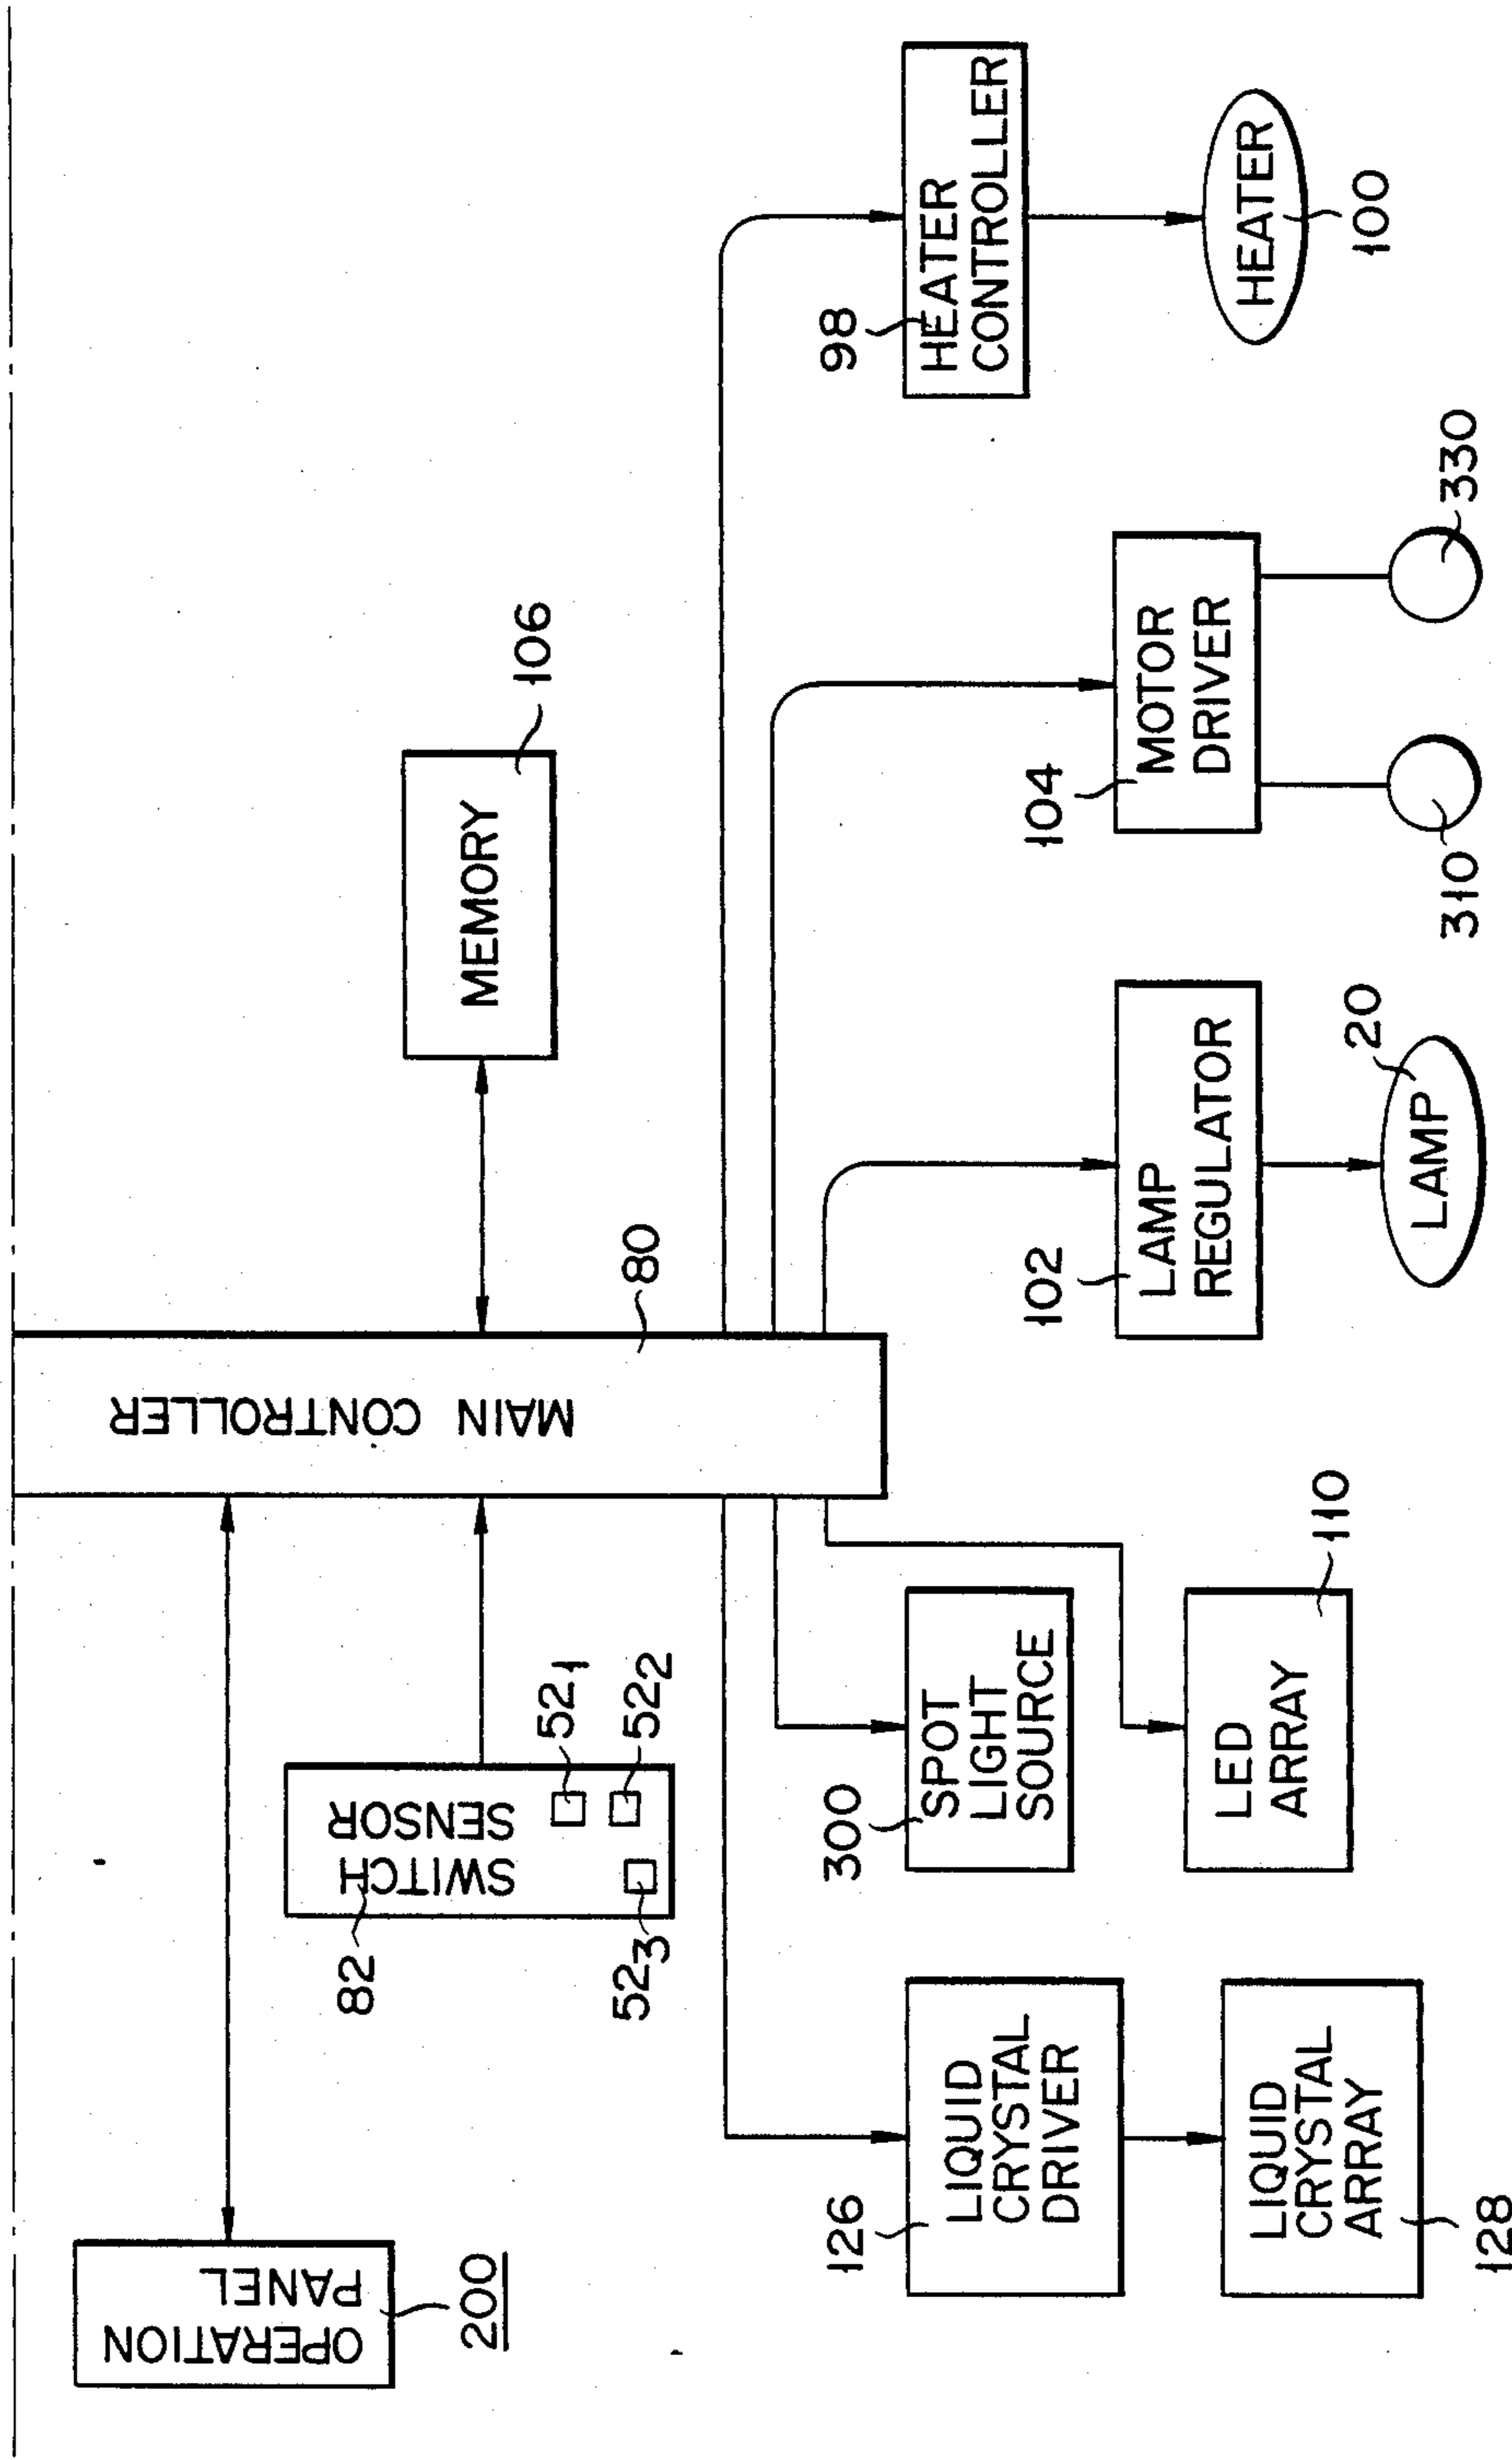 OPERATION
PANEL
200
82
SWITCH
SENSOR
52₁
52₂
52₃
MAIN CONTROLLER
80
MEMORY
106
126
LIQUID
CRYSTAL
DRIVER
LIQUID
CRYSTAL
ARRAY
128
300
SPOT
LIGHT
SOURCE
LED
ARRAY
110
102
LAMP
REGULATOR
LAMP
20
104
MOTOR
DRIVER
310
330
98
HEATER
CONTROLLER
HEATER
100